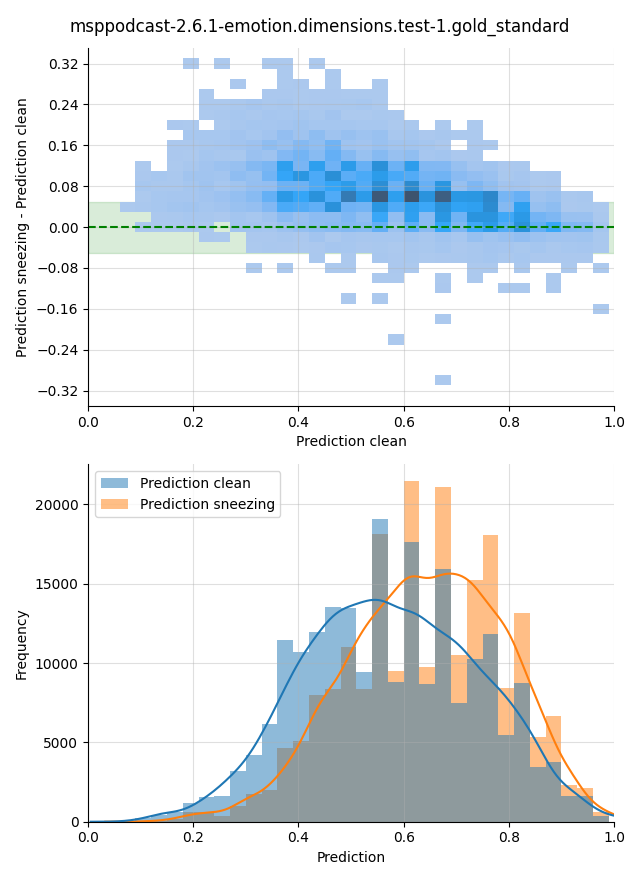 msppodcast-2.6.1-emotion.dimensions.test-1.gold_standard
Prediction sneezing - Prediction clean
0.32
0.24
0.16
0.08
0.00
−0.08
−0.16
−0.24
−0.32
0.0 0.2 0.4 0.6 0.8 1.0
Prediction clean
Prediction clean
Prediction sneezing
Frequency
20000
15000
10000
5000
0
0.0 0.2 0.4 0.6 0.8 1.0
Prediction